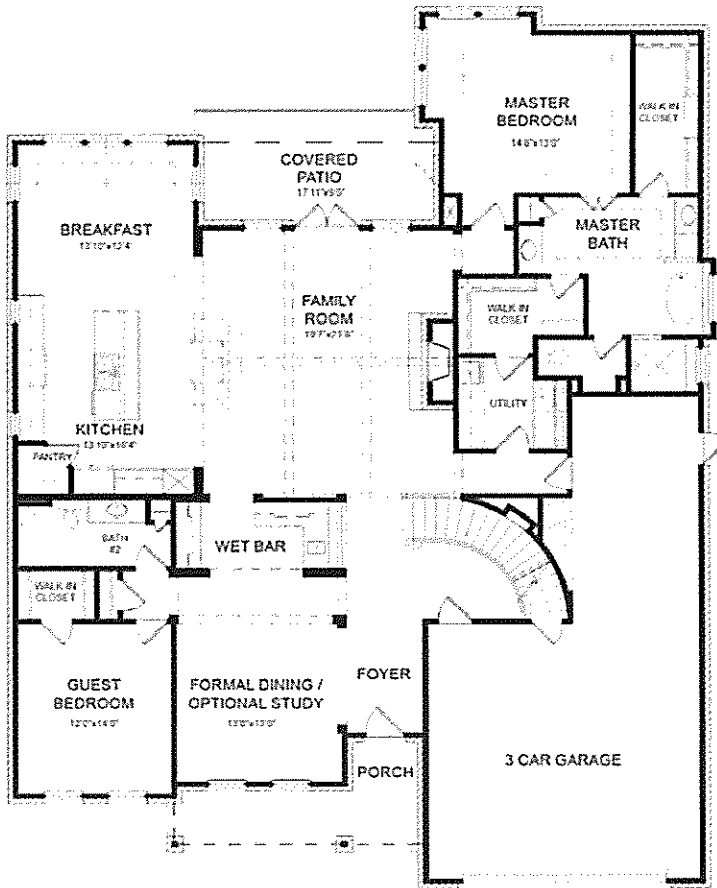 MASTER
BEDROOM
WALK IN
CLOSET
COVERED
PATIO
BREAKFAST
MASTER
BATH
FAMILY
ROOM
WALK IN
CLOSET
UTILITY
KITCHEN
PANTRY
BATH
#2
WET BAR
WALK IN
CLOSET
GUEST
BEDROOM
FORMAL DINING /
OPTIONAL STUDY
FOYER
PORCH
3 CAR GARAGE